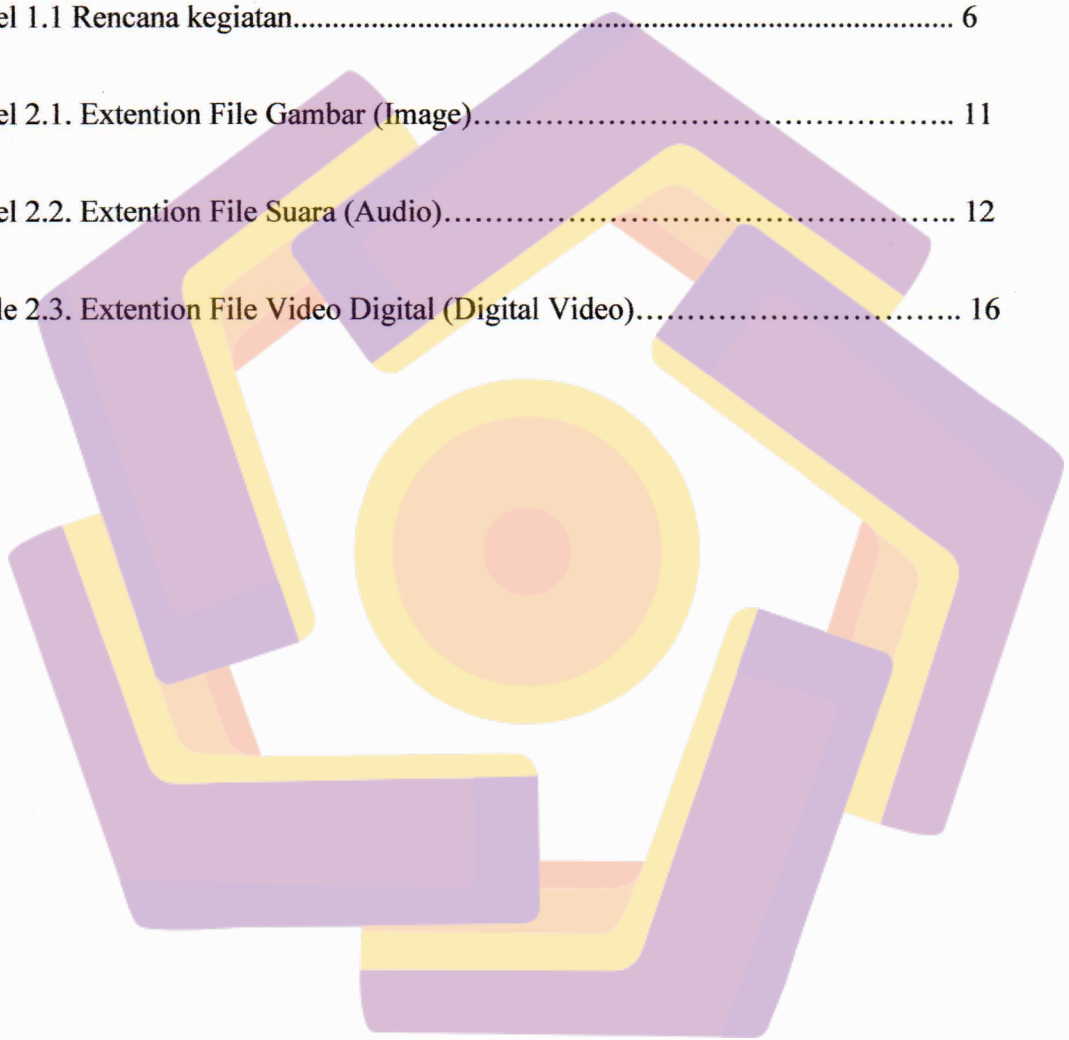 el 1.1 Rencana kegiatan.............................................................................................. 6
el 2.1. Extention File Gambar (Image)................................................. 11
el 2.2. Extention File Suara (Audio)..................................................... 12
le 2.3. Extention File Video Digital (Digital Video)................................. 16